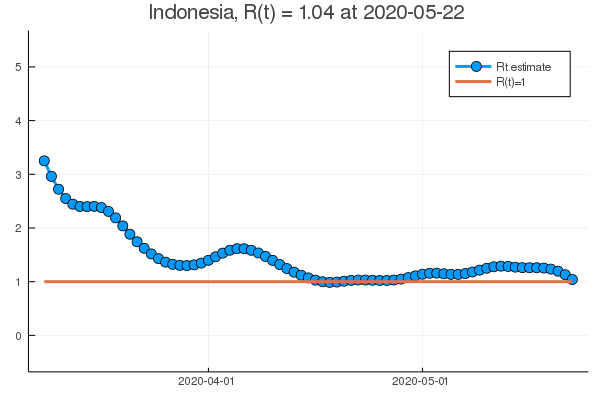 Indonesia, R(t) = 1.04 at 2020-05-22
5
4
3
2
1
0
Rt estimate
R(t)=1
2020-04-01
2020-05-01